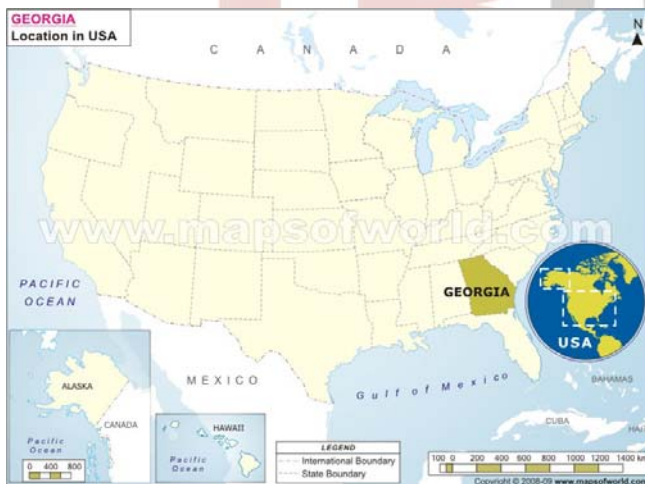 GEORGIA
Location in USA
N
C A N A D A
www.mapsofworld.com
PACIFIC
OCEAN
GEORGIA
USA
MEXICO
Gulf of Mexico
BAHAMAS
CUBA
HAI
ALASKA
CANADA
Pacific
Ocean
0 400 800
HAWAII
Pacific
Ocean
LEGEND
International Boundary
State Boundary
100 0 200 400 600 800 1000 1200 1400 km
Copyright © 2008-09 www.mapsofworld.com